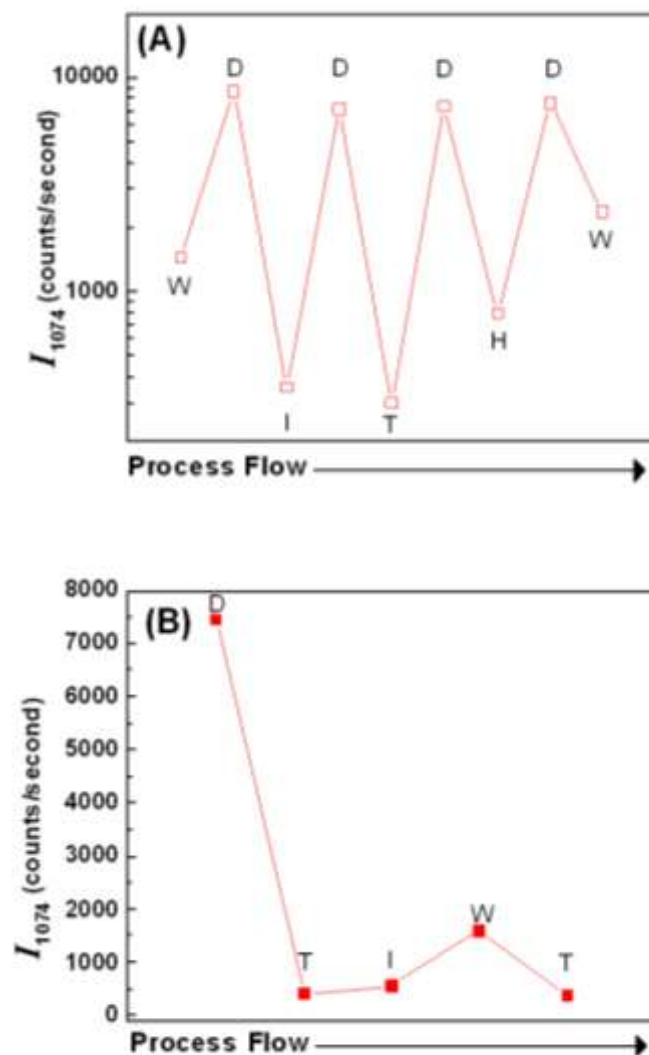 (A)
10000
1000
I1074 (counts/second)
D D D D
W
W
H
I T
Process Flow
(B)
8000
7000
6000
5000
4000
3000
2000
1000
0
I1074 (counts/second)
D
W
T I T
Process Flow